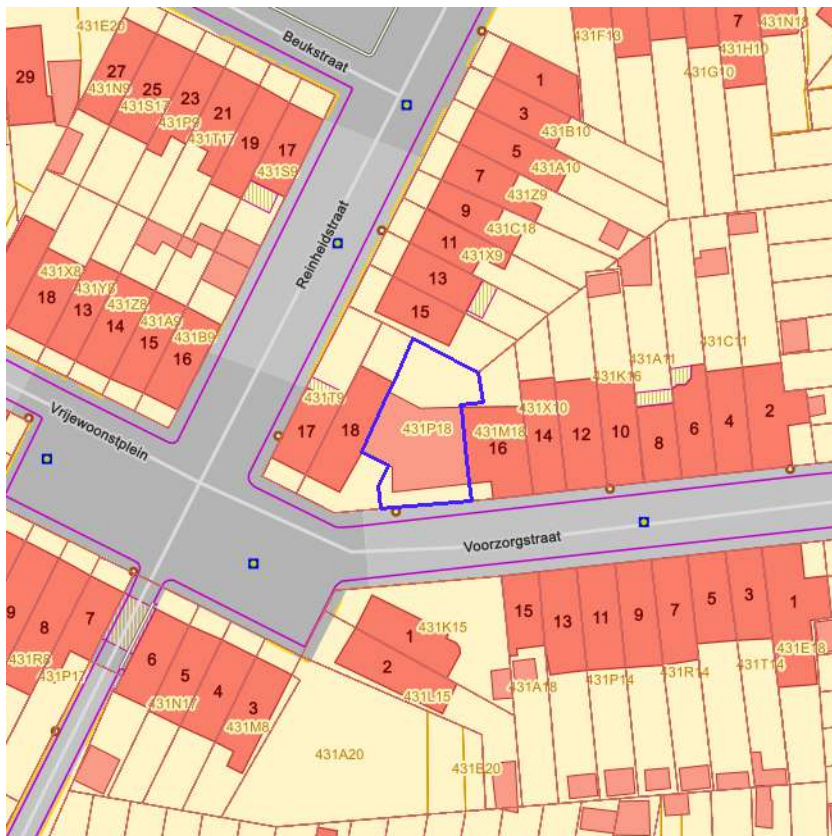 431E20
Beukstraat
7
431N18
431H10
431F13
431G10
29
27
431N9
25
431S17
23
431P9
21
431T17
19
17
431S9
1
3
431B10
5
431A10
7
431Z9
9
431C18
11
431X9
13
15
Reinheidstraat
431X8
18
431Y8
13
431Z8
14
431A9
15
431B9
16
431T9
17
18
431P18
431M18
16
431X10
14
12
431K16
10
431A11
8
6
431C11
4
2
Vrijewoonstplein
Voorzorgstraat
9
8
7
431R8
431P17
6
5
431N17
4
3
431M8
1
431K15
2
431L15
431A20
431B20
15
431A18
13
11
431P14
9
7
431R14
5
3
431T14
1
431E18